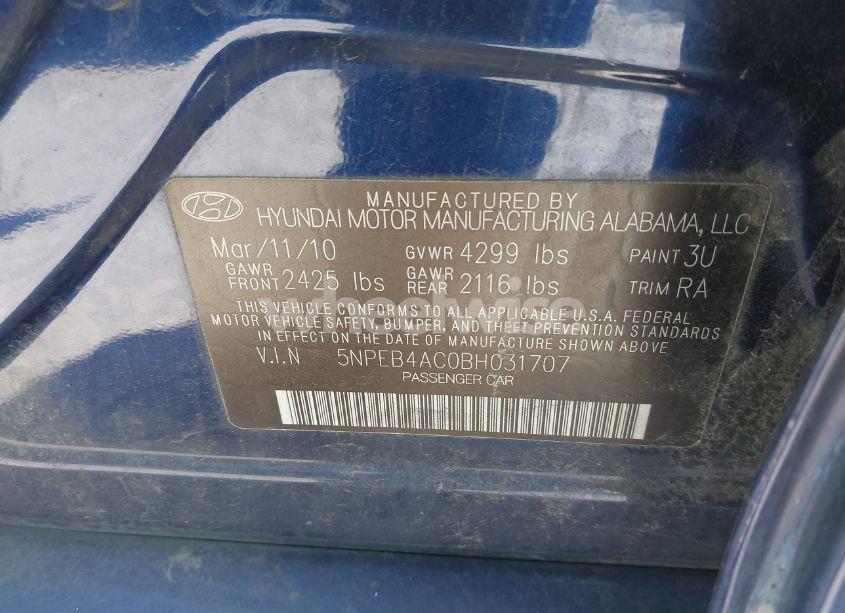 MANUFACTURED BY
HYUNDAI MOTOR MANUFACTURING ALABAMA, LLC
Mar/11/10 GVWR 4299 lbs PAINT 3U
GAWR FRONT 2425 lbs GAWR REAR 2116 lbs TRIM RA
THIS VEHICLE CONFORMS TO ALL APPLICABLE U.S.A. FEDERAL
MOTOR VEHICLE SAFETY, BUMPER, AND THEFT PREVENTION STANDARDS
IN EFFECT ON THE DATE OF MANUFACTURE SHOWN ABOVE.
V.I.N 5NPEB4AC0BH031707
PASSENGER CAR